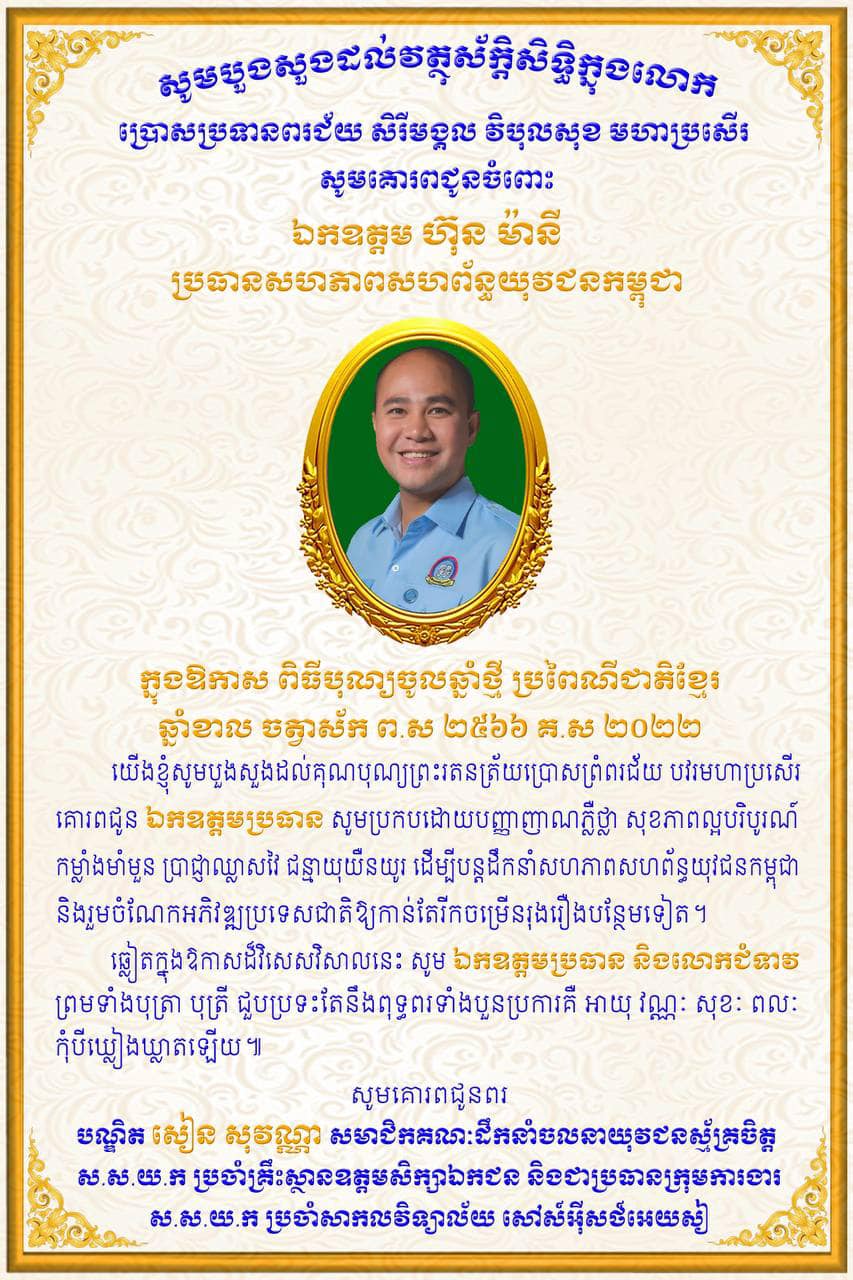 សូមបួងសួងដល់វត្ថុស័ក្តិសិទ្ធិក្នុងលោក
ប្រោសប្រទានពរជ័យ សិរីមង្គល វិបុលសុខ មហាប្រសើរ
សូមគោរពជូនចំពោះ
ឯកឧត្តម ហ៊ុន ម៉ានី
ប្រធានសហភាពសហព័ន្ធយុវជនកម្ពុជា
ក្នុងឱកាស ពិធីបុណ្យចូលឆ្នាំថ្មី ប្រពៃណីជាតិខ្មែរ
ឆ្នាំខាល ចត្វាស័ក ព.ស ២៥៦៦ គ.ស ២០២២
យើងខ្ញុំសូមបួងសួងដល់គុណបុណ្យព្រះរតនត្រ័យប្រោសព្រំពរជ័យ បវរមហាប្រសើរ
គោរពជូន ឯកឧត្តមប្រធាន សូមប្រកបដោយបញ្ញាញាណភ្លឺថ្លា សុខភាពល្អបរិបូរណ៍
កម្លាំងមាំមួន ប្រាជ្ញាឈ្លាសវៃ ជន្មាយុយឺនយូរ ដើម្បីបន្តដឹកនាំសហភាពសហព័ន្ធយុវជនកម្ពុជា
និងរួមចំណែកអភិវឌ្ឍប្រទេសជាតិឱ្យកាន់តែរីកចម្រើនរុងរឿងបន្ថែមទៀត។
ឆ្លៀតក្នុងឱកាសដ៏វិសេសវិសាលនេះ សូម ឯកឧត្តមប្រធាន និងលោកជំទាវ
ព្រមទាំងបុត្រា បុត្រី ជួបប្រទះតែនឹងពុទ្ធពរទាំងបួនប្រការគឺ អាយុ វណ្ណៈ សុខៈ ពលៈ
កុំបីឃ្លៀងឃ្លាតឡើយ៕
សូមគោរពជូនពរ
បណ្ឌិត សៀន សុវណ្ណា សមាជិកគណៈដឹកនាំចលនាយុវជនស្ម័គ្រចិត្ត
ស.ស.យ.ក ប្រចាំគ្រឹះស្ថានឧត្តមសិក្សាឯកជន និងជាប្រធានក្រុមការងារ
ស.ស.យ.ក ប្រចាំសាកលវិទ្យាល័យ សៅស៍អ៊ីសថ៍អេយសៀ